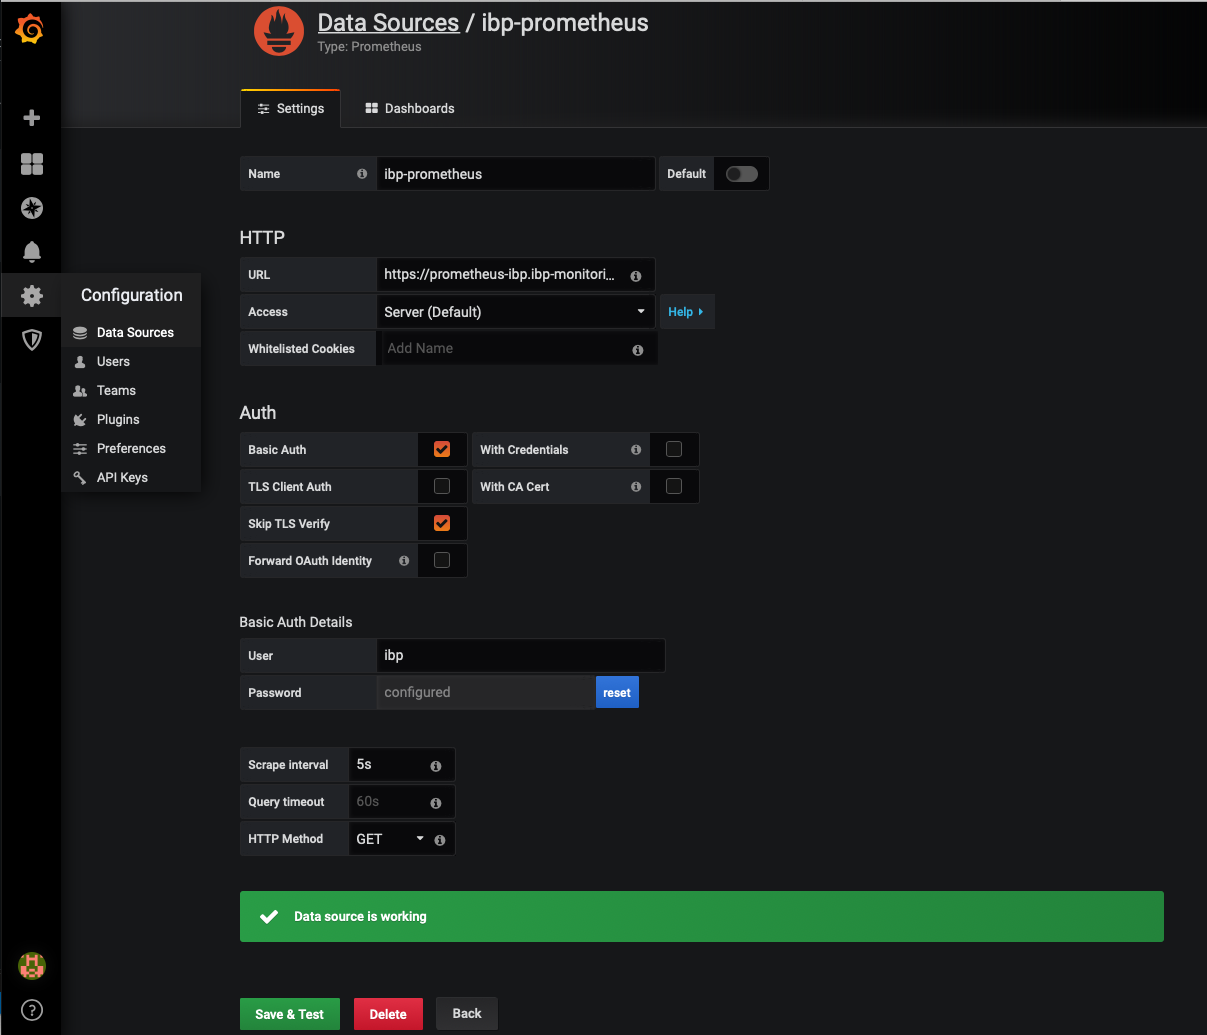 Data Sources / ibp-prometheus
Type: Prometheus
Settings
Dashboards
Name
ibp-prometheus
Default
HTTP
URL
https://prometheus-ibp.ibp-monitori...
Access
Server (Default)
Help
Whitelisted Cookies
Add Name
Configuration
Data Sources
Users
Teams
Plugins
Preferences
API Keys
Auth
Basic Auth
With Credentials
TLS Client Auth
With CA Cert
Skip TLS Verify
Forward OAuth Identity
Basic Auth Details
User
ibp
Password
configured
reset
Scrape interval
5s
Query timeout
60s
HTTP Method
GET
Data source is working
Save & Test
Delete
Back